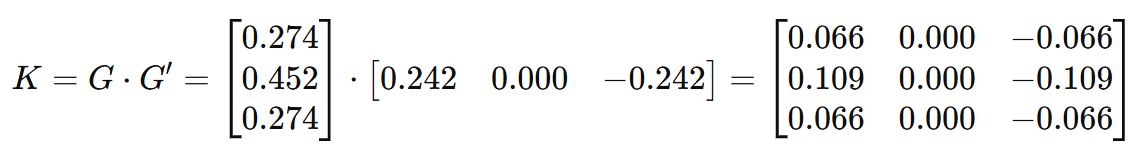 K = G · G′ = [0.274 0.452 0.274] · [0.242 0.000 −0.242] = [0.066 0.000 −0.066 0.109 0.000 −0.109 0.066 0.000 −0.066]